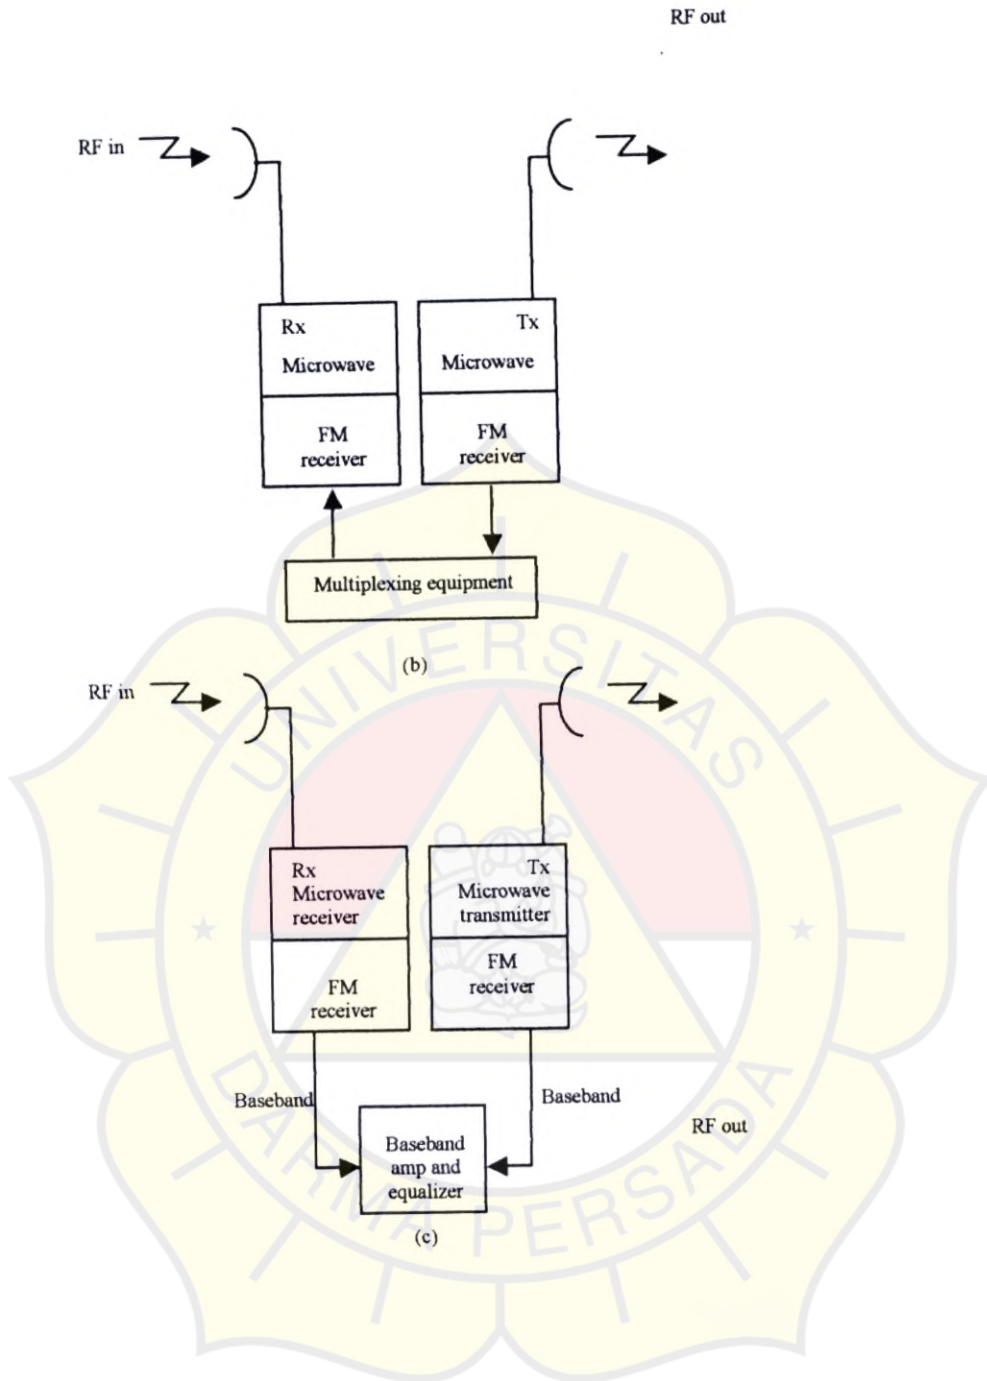 RF out
RF in
Rx
Microwave
FM
receiver
Tx
Microwave
FM
receiver
Multiplexing equipment
(b)
RF in
Rx
Microwave
receiver
FM
receiver
Tx
Microwave
transmitter
FM
receiver
Baseband
Baseband
RF out
Baseband
amp and
equalizer
(c)
UNIVERSITAS
DARMA PERSADA